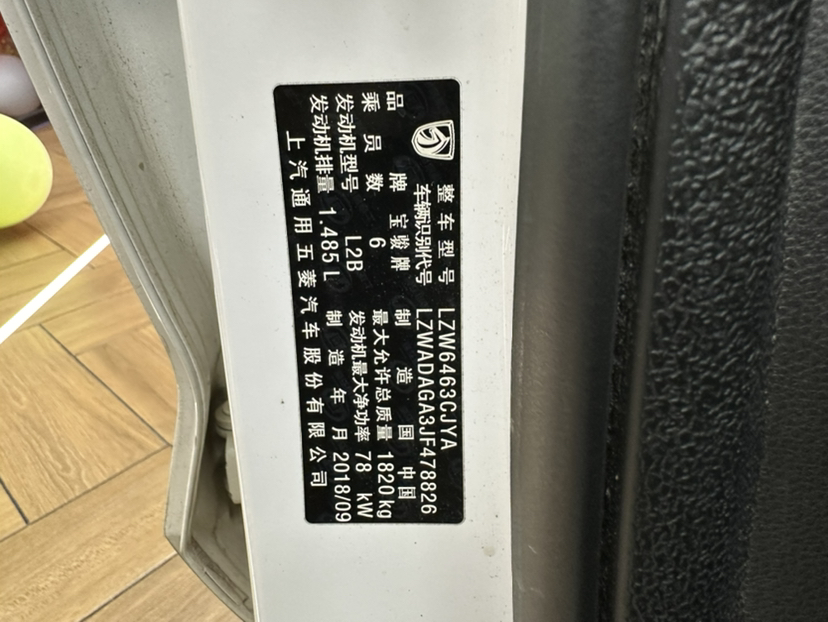 整车型号 LZW6463CJYA
车辆识别代号 LZWADAGA3JF478826
品牌 宝骏牌 制造国 中国
乘员数 6 最大允许总质量 1820kg
发动机型号 L2B 发动机最大净功率 78 kW
发动机排量 1.485L 制造年月 2018/09
上汽通用五菱汽车股份有限公司